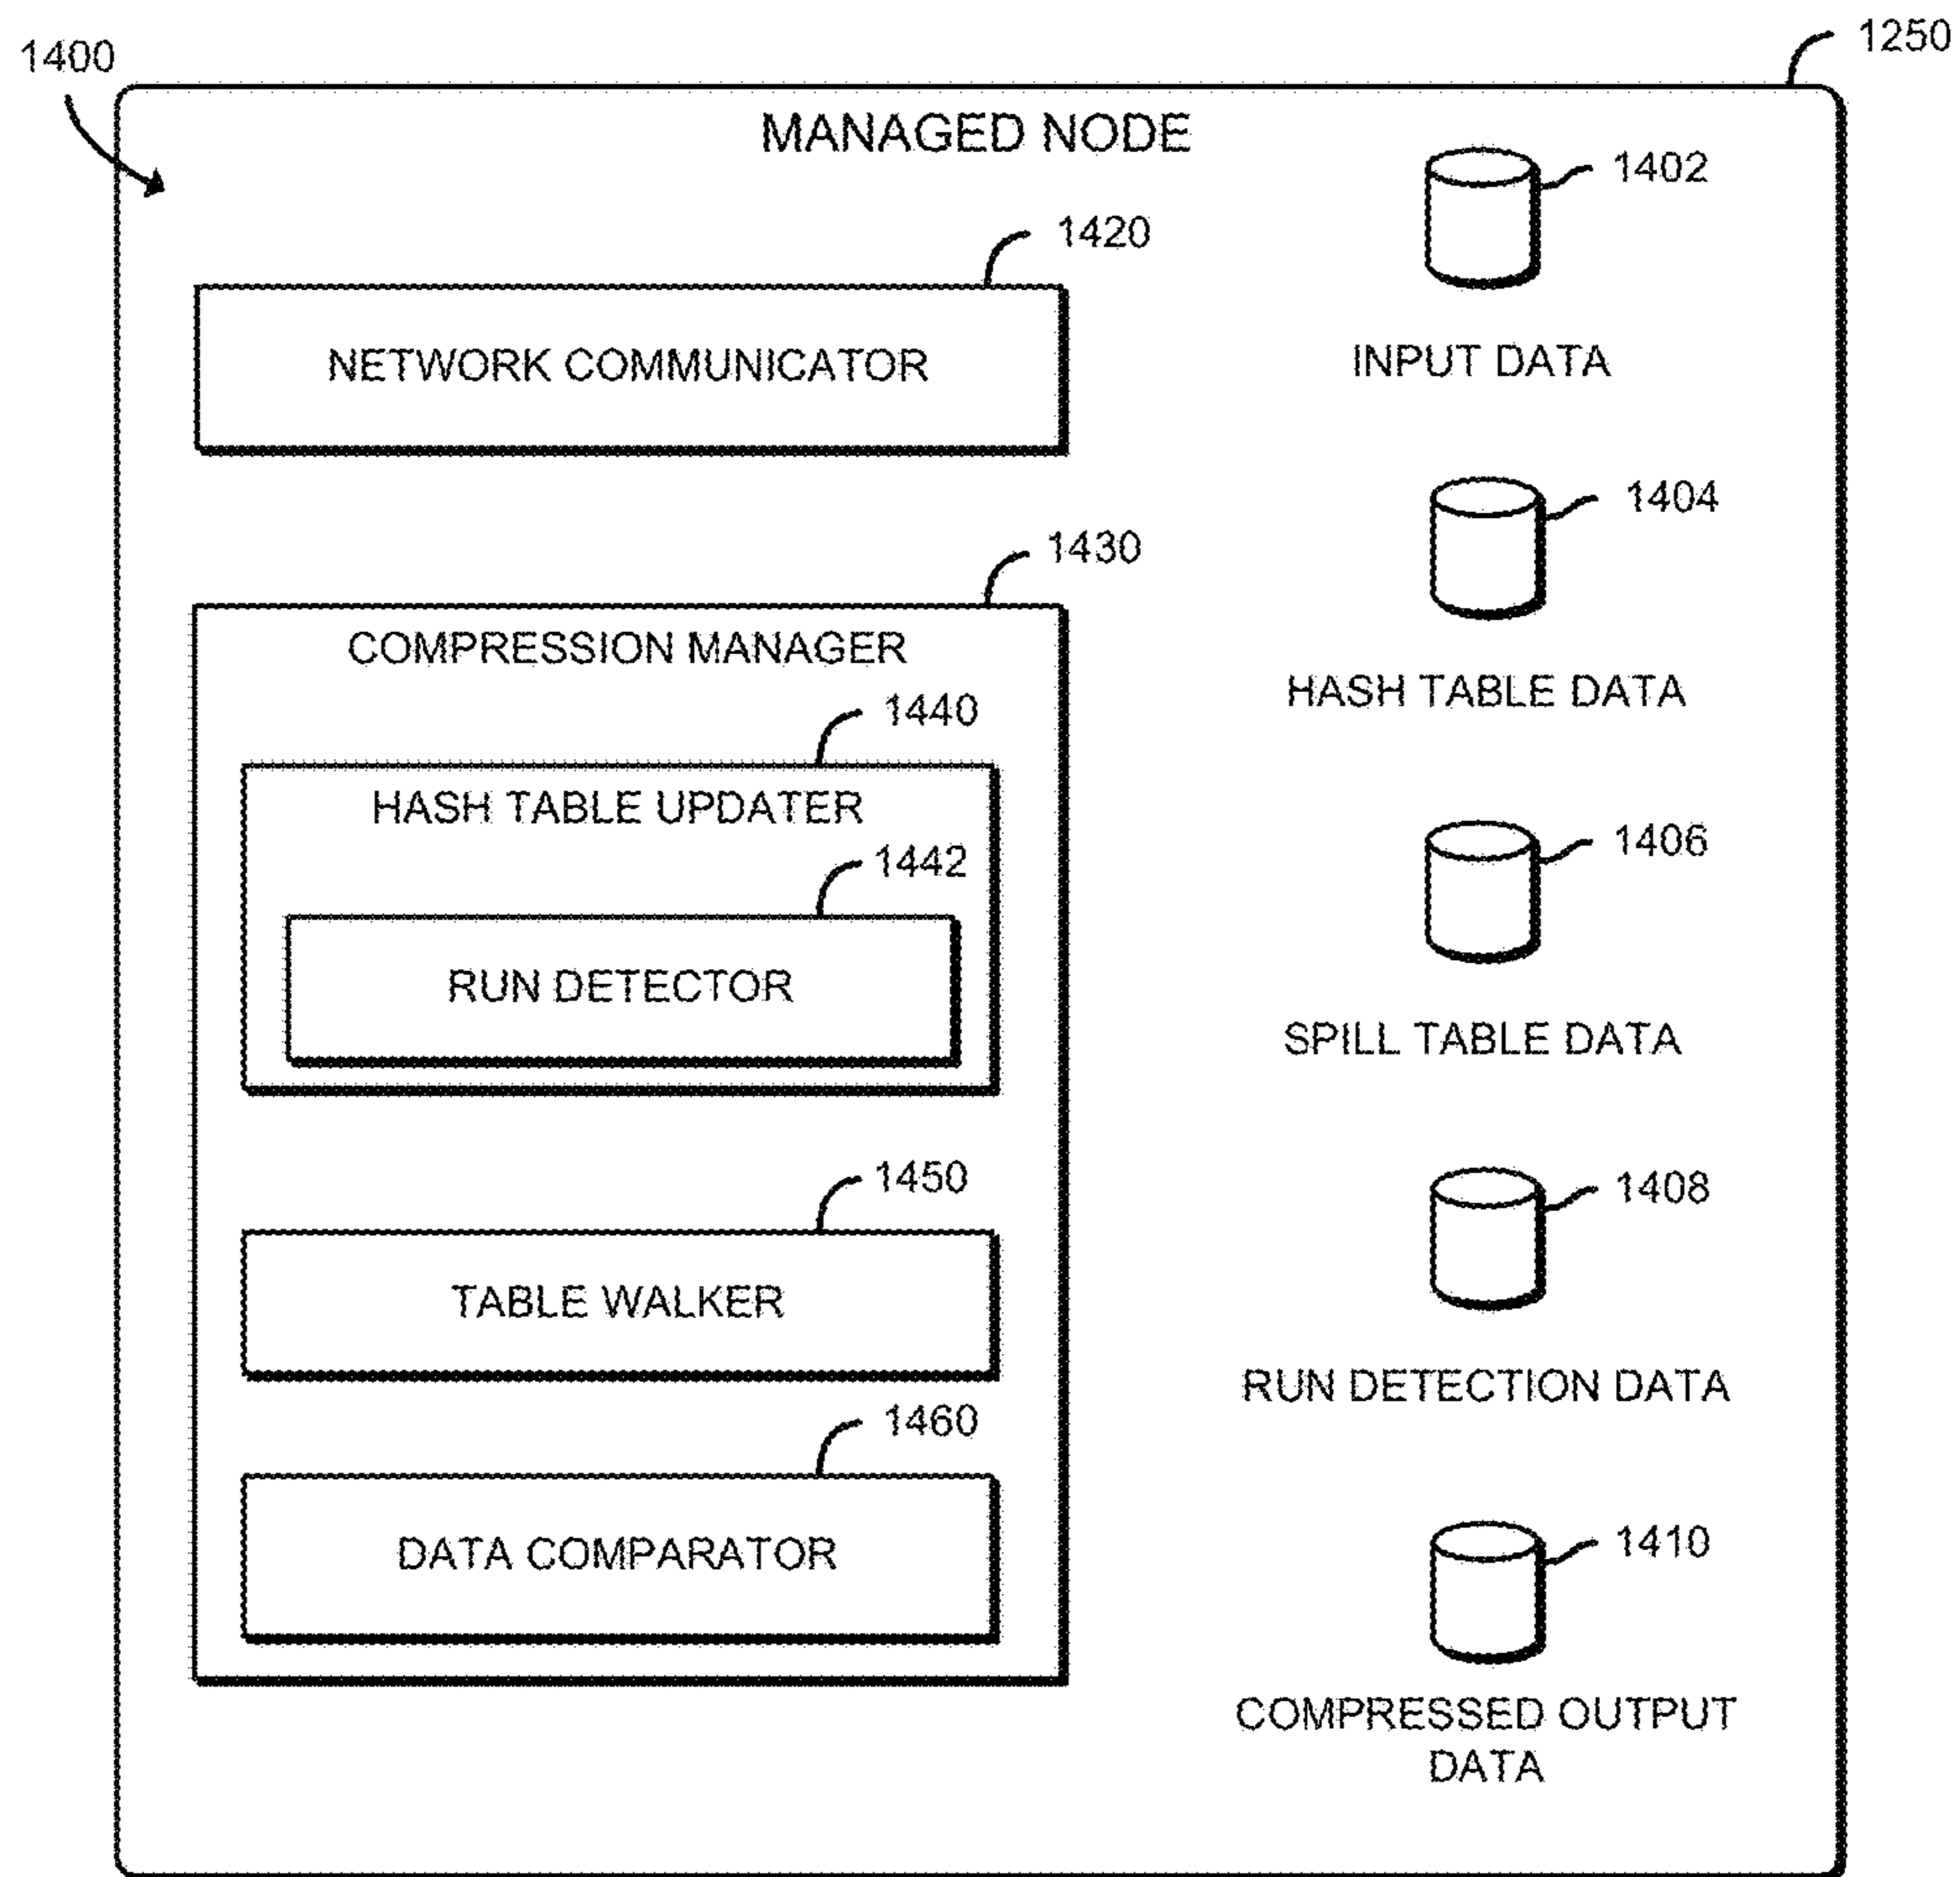 1400
1250
MANAGED NODE
1402
INPUT DATA
1420
NETWORK COMMUNICATOR
1404
HASH TABLE DATA
1430
COMPRESSION MANAGER
1440
HASH TABLE UPDATER
1442
RUN DETECTOR
1406
SPILL TABLE DATA
1450
TABLE WALKER
1408
RUN DETECTION DATA
1460
DATA COMPARATOR
1410
COMPRESSED OUTPUT
DATA